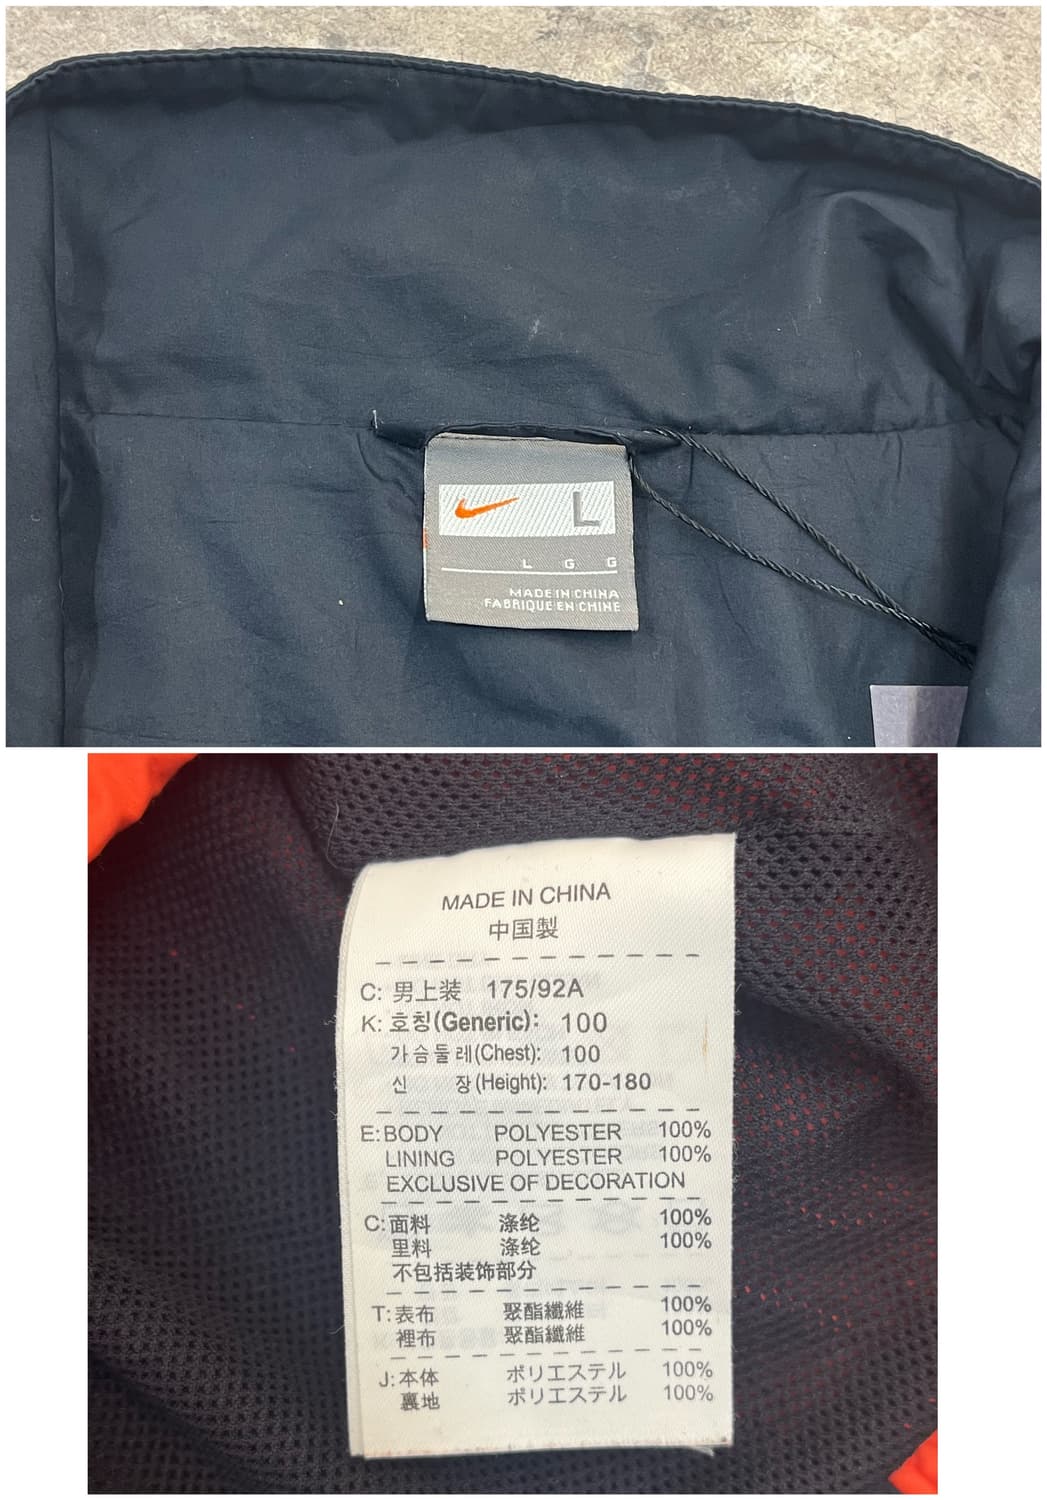 L
L G G
MADE IN CHINA
FABRIQUE EN CHINE
MADE IN CHINA
中国製
C: 男上装 175/92A
K: 호칭(Generic): 100
가슴둘레(Chest): 100
신 장(Height): 170-180
E: BODY POLYESTER 100%
LINING POLYESTER 100%
EXCLUSIVE OF DECORATION
C: 面料 涤纶 100%
里料 涤纶 100%
不包括装饰部分
T: 表布 聚酯纖維 100%
裡布 聚酯纖維 100%
J: 本体 ポリエステル 100%
裏地 ポリエステル 100%